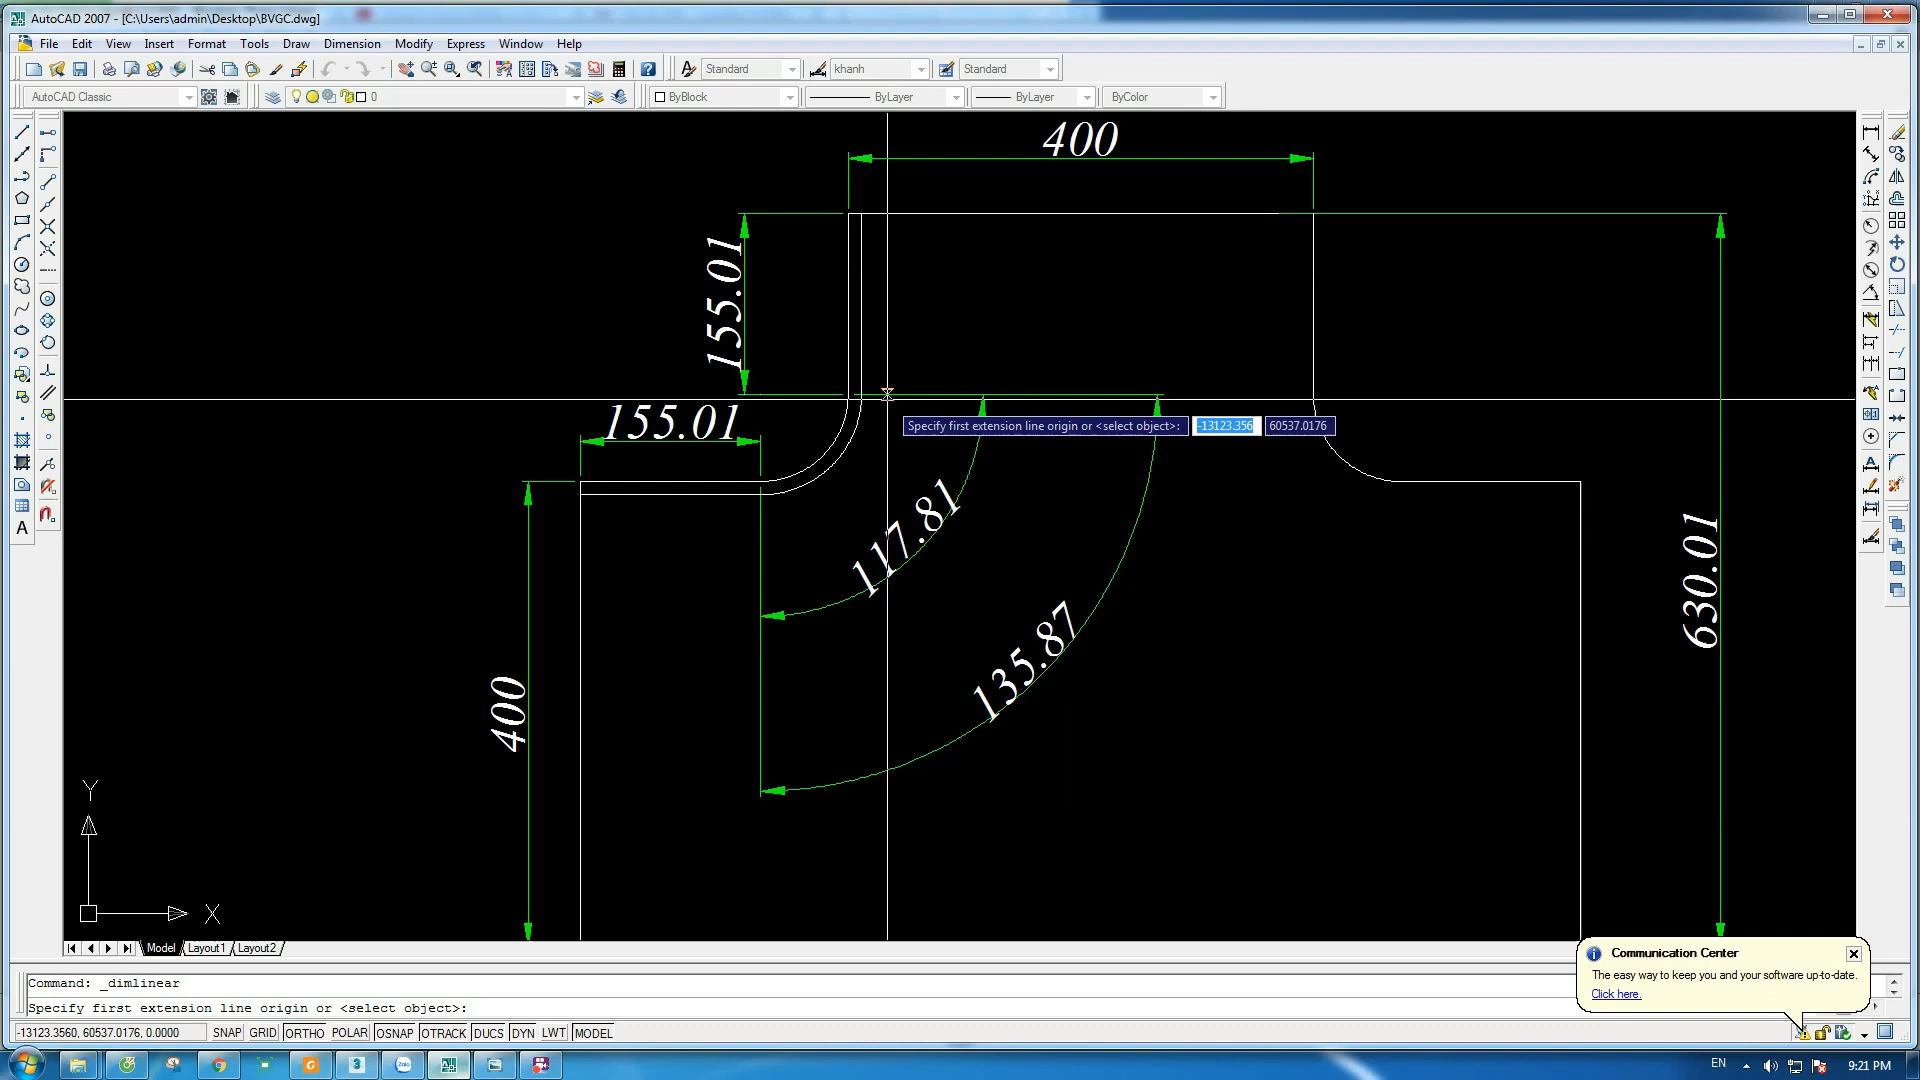 AutoCAD 2007 - [C:\Users\admin\Desktop\BVGC.dwg]
File Edit View Insert Format Tools Draw Dimension Modify Express Window Help
Standard khanh Standard
AutoCAD Classic 0 ByBlock ByLayer ByLayer ByColor
400
155.01
155.01
Specify first extension line origin or <select object>: -13123.356 60537.0176
117.81
135.87
630.01
400
Y
X
A
Model Layout1 Layout2
Communication Center
The easy way to keep you and your software up-to-date.
Click here.
Command: _dimlinear
Specify first extension line origin or <select object>:
-13123.3560, 60537.0176, 0.0000 SNAP GRID ORTHO POLAR OSNAP OTRACK DUCS DYN LWT MODEL
EN 9:21 PM